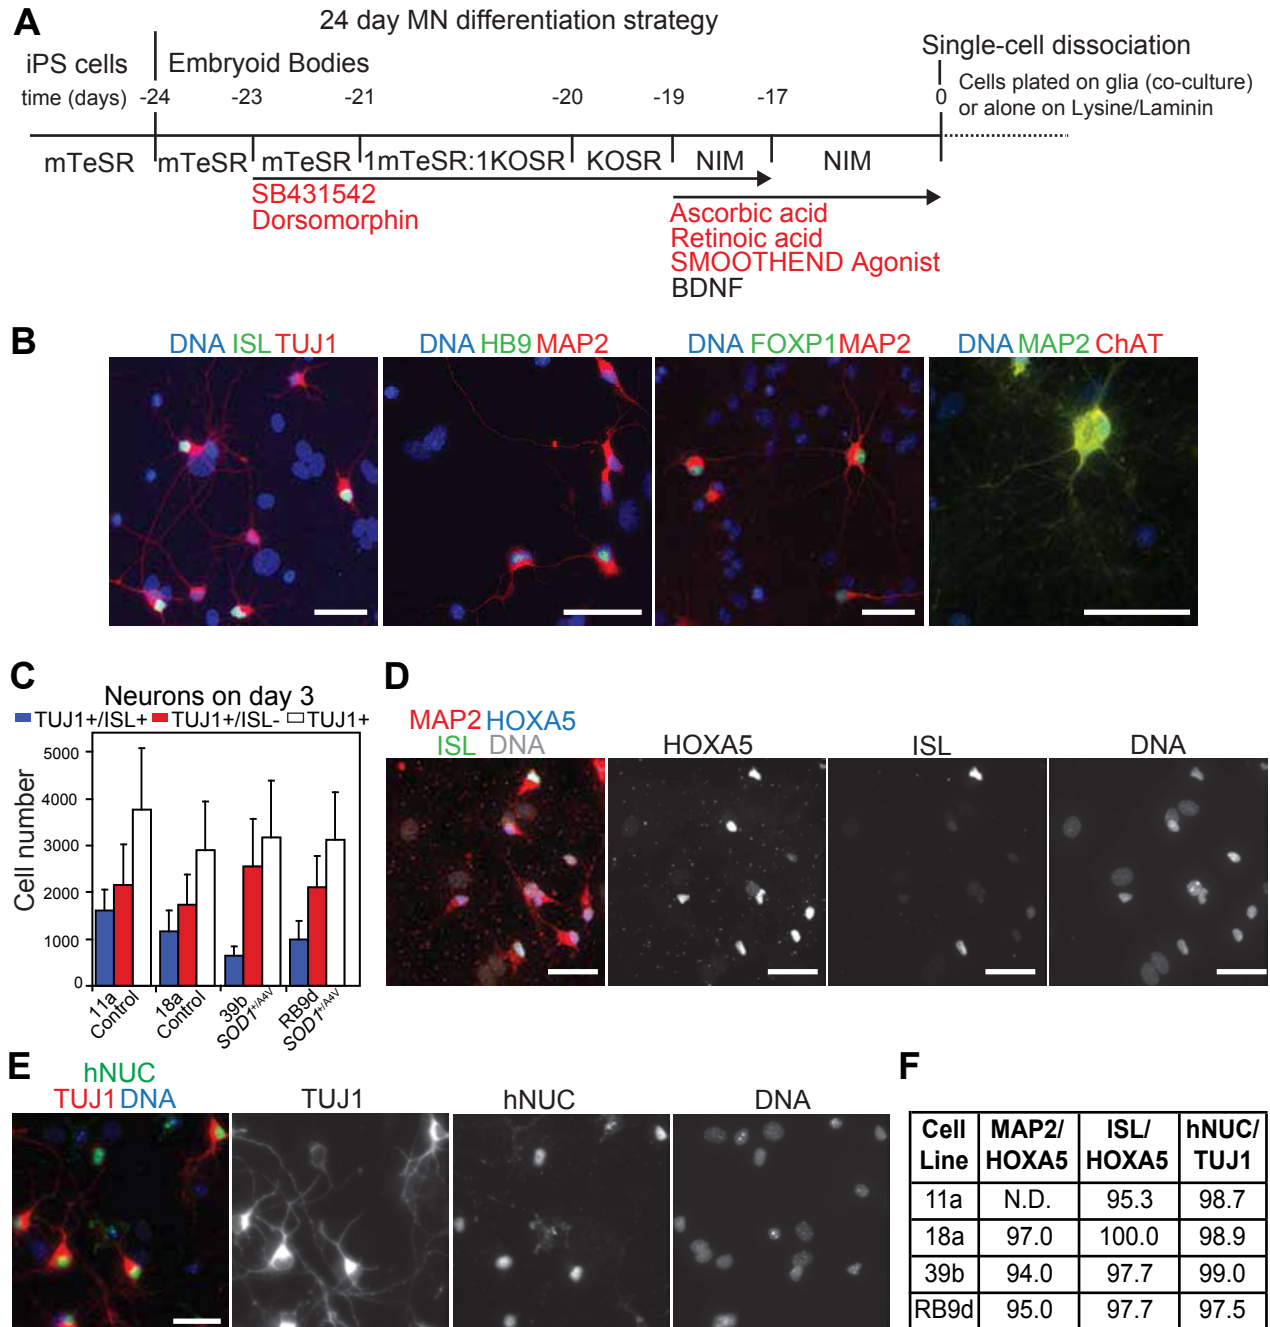 A
24 day MN differentiation strategy
iPS cells
Embryoid Bodies
Single-cell dissociation
time (days) -24 -23 -21 -20 -19 -17 0
Cells plated on glia (co-culture)
or alone on Lysine/Laminin
mTeSR mTeSR mTeSR 1mTeSR:1KOSR KOSR NIM NIM
SB431542
Dorsomorphin
Ascorbic acid
Retinoic acid
SMOOTHEND Agonist
BDNF
B
DNA ISL TUJ1
DNA HB9 MAP2
DNA FOXP1 MAP2
DNA MAP2 ChAT
C
Neurons on day 3
TUJ1+/ISL+ TUJ1+/ISL- TUJ1+
Cell number
5000
4000
3000
2000
1000
0
11a Control
18a Control
39b SOD1+/A4V
RB9d SOD1+/A4V
D
MAP2 HOXA5
ISL DNA
HOXA5
ISL
DNA
E
hNUC
TUJ1 DNA
TUJ1
hNUC
DNA
F
Cell Line MAP2/HOXA5 ISL/HOXA5 hNUC/TUJ1
11a N.D. 95.3 98.7
18a 97.0 100.0 98.9
39b 94.0 97.7 99.0
RB9d 95.0 97.7 97.5